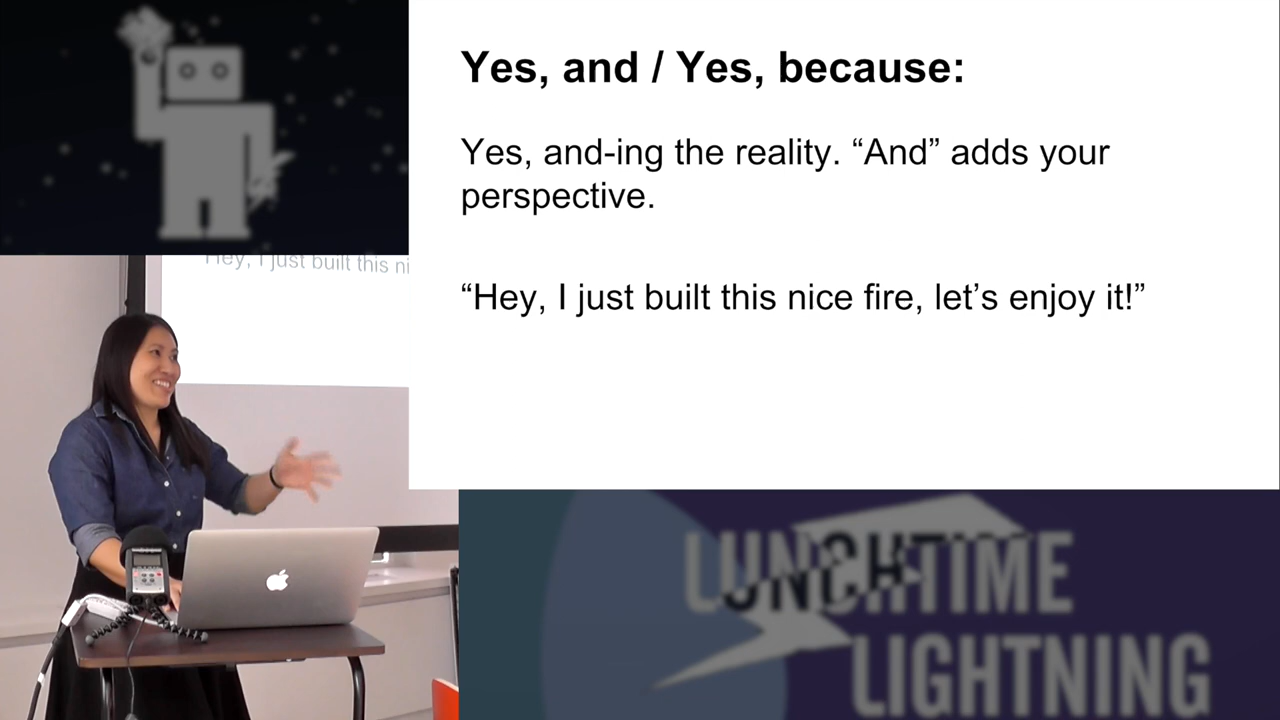 Yes, and / Yes, because:
Yes, and-ing the reality. “And” adds your
perspective.
“Hey, I just built this nice fire, let’s enjoy it!”
Hey, I just built this ni
LUNCHTIME
LIGHTNING